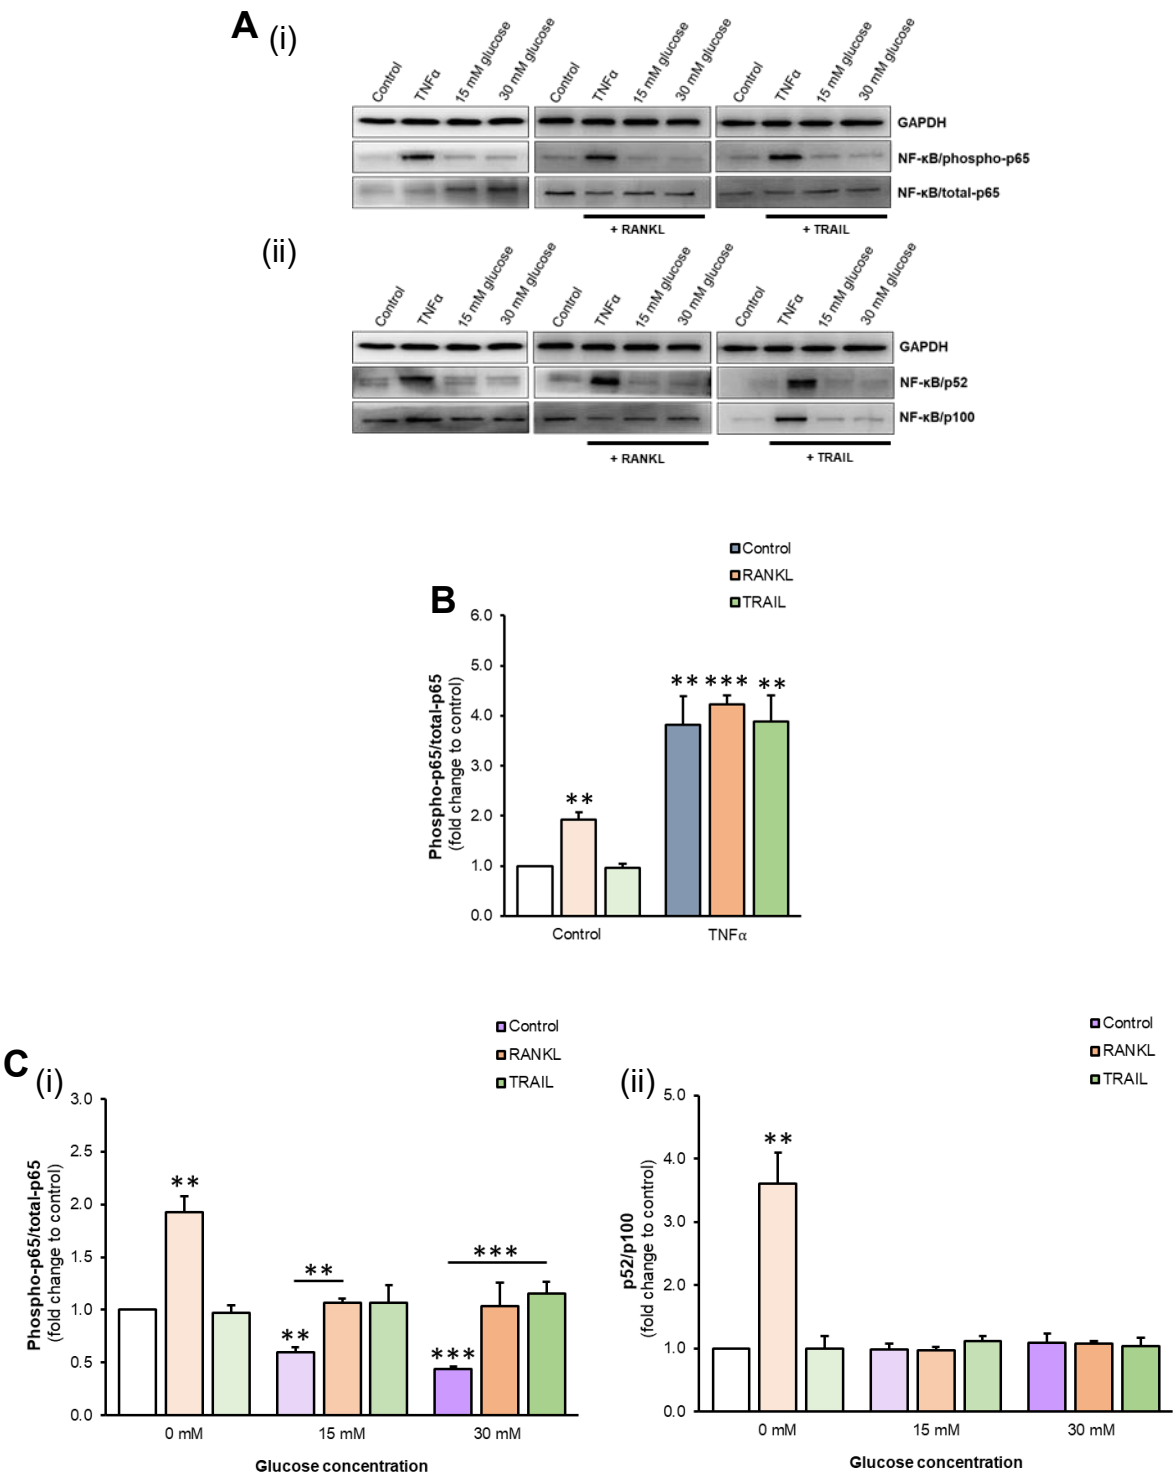 A (i)
Control TNFα 15 mM glucose 30 mM glucose Control TNFα 15 mM glucose 30 mM glucose Control TNFα 15 mM glucose 30 mM glucose
GAPDH
NF-κB/phospho-p65
NF-κB/total-p65
+ RANKL + TRAIL
(ii)
Control TNFα 15 mM glucose 30 mM glucose Control TNFα 15 mM glucose 30 mM glucose Control TNFα 15 mM glucose 30 mM glucose
GAPDH
NF-κB/p52
NF-κB/p100
+ RANKL + TRAIL
B
Control
RANKL
TRAIL
Phospho-p65/total-p65
(fold change to control)
6.0
5.0
4.0
3.0
2.0
1.0
0.0
** *** **
**
Control TNFα
C (i)
Control
RANKL
TRAIL
Phospho-p65/total-p65
(fold change to control)
3.0
2.5
2.0
1.5
1.0
0.5
0.0
**
**
**
***
***
0 mM 15 mM 30 mM
Glucose concentration
(ii)
Control
RANKL
TRAIL
p52/p100
(fold change to control)
5.0
4.0
3.0
2.0
1.0
0.0
**
0 mM 15 mM 30 mM
Glucose concentration